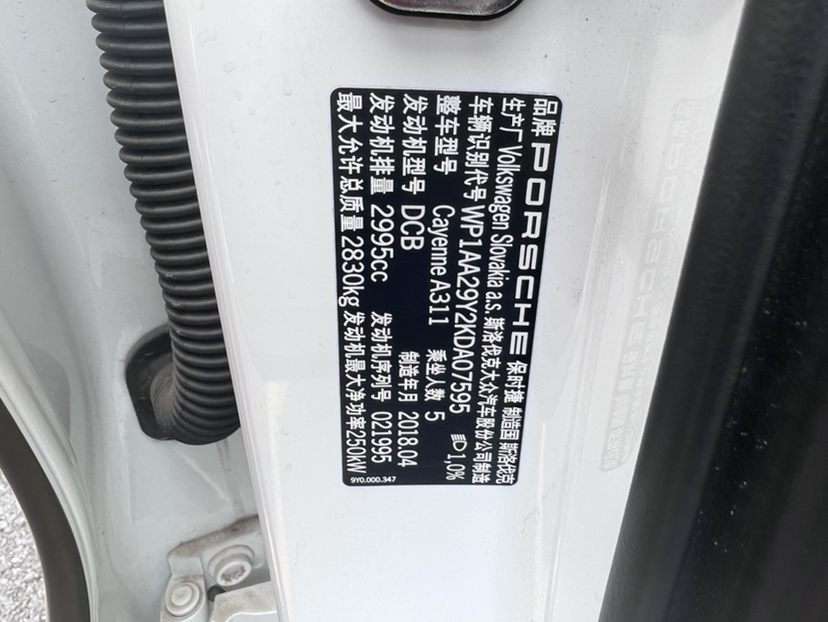 品牌 PORSCHE 保时捷 制造国 斯洛伐克
生产厂 Volkswagen Slovakia a.s. 斯洛伐克大众汽车股份公司制造
车辆识别代号 WP1AA29Y2KDA07595
整车型号 Cayenne A311 乘坐人数 5 1,0%
发动机型号 DCB 制造年月 2018.04
发动机排量 2995cc 发动机序列号 021995
最大允许总质量 2830kg 发动机最大净功率 250kW
9Y0.000.347